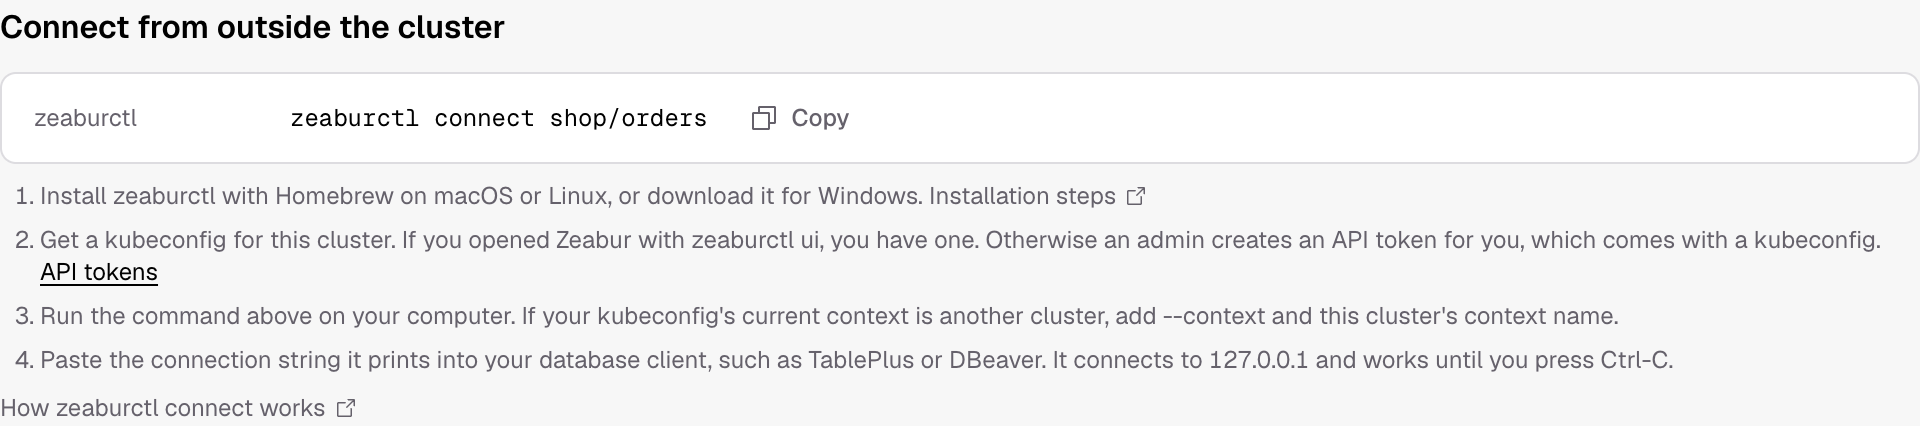 Connect from outside the cluster
zeaburctl zeaburctl connect shop/orders Copy
1. Install zeaburctl with Homebrew on macOS or Linux, or download it for Windows. Installation steps
2. Get a kubeconfig for this cluster. If you opened Zeabur with zeaburctl ui, you have one. Otherwise an admin creates an API token for you, which comes with a kubeconfig.
API tokens
3. Run the command above on your computer. If your kubeconfig's current context is another cluster, add --context and this cluster's context name.
4. Paste the connection string it prints into your database client, such as TablePlus or DBeaver. It connects to 127.0.0.1 and works until you press Ctrl-C.
How zeaburctl connect works